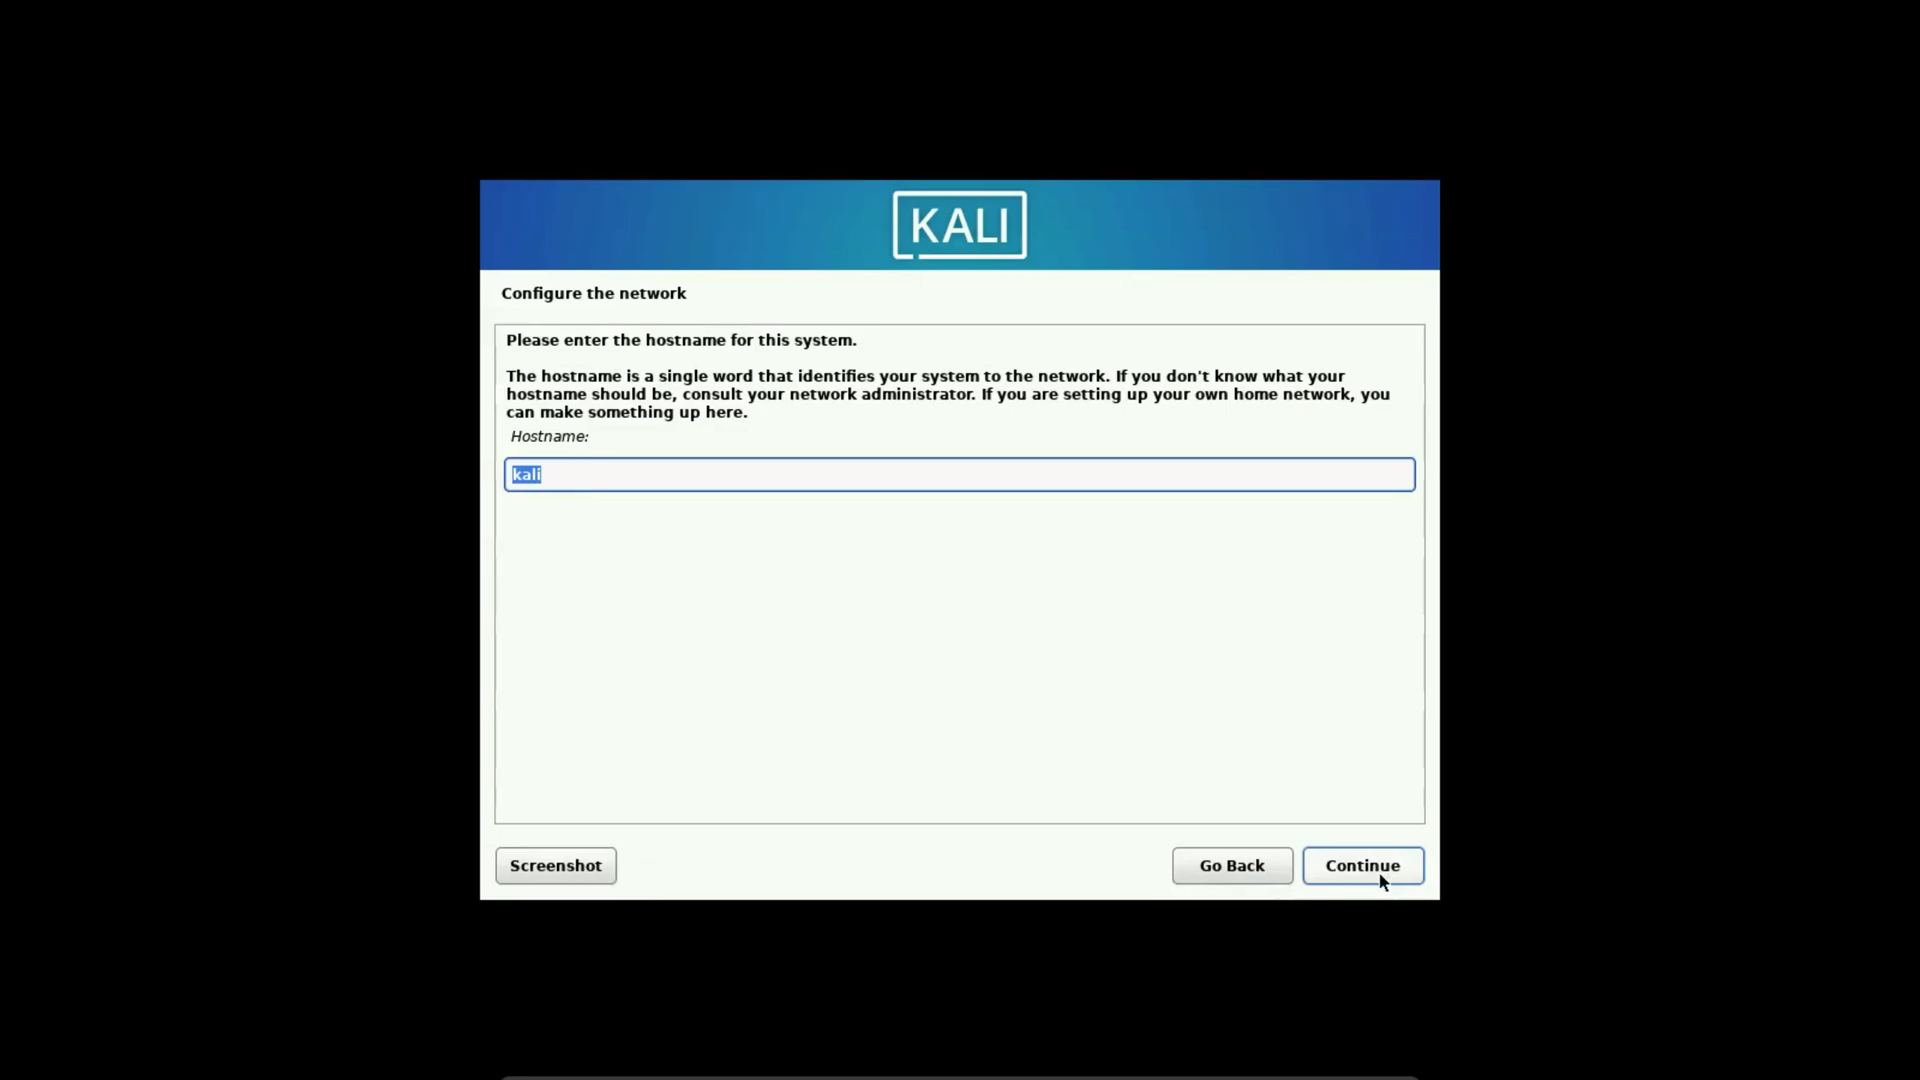 KALI
Configure the network
Please enter the hostname for this system.
The hostname is a single word that identifies your system to the network. If you don't know what your
hostname should be, consult your network administrator. If you are setting up your own home network, you
can make something up here.
Hostname:
kali
Screenshot
Go Back
Continue